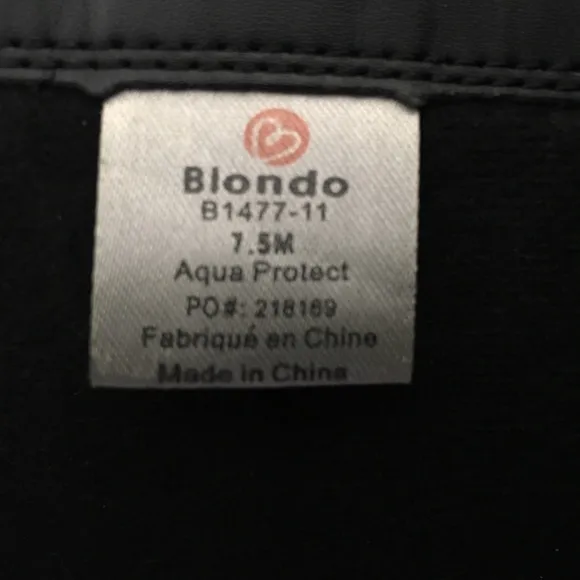 Blondo
B1477-11
7.5M
Aqua Protect
PO#: 218169
Fabriqué en Chine
Made in China